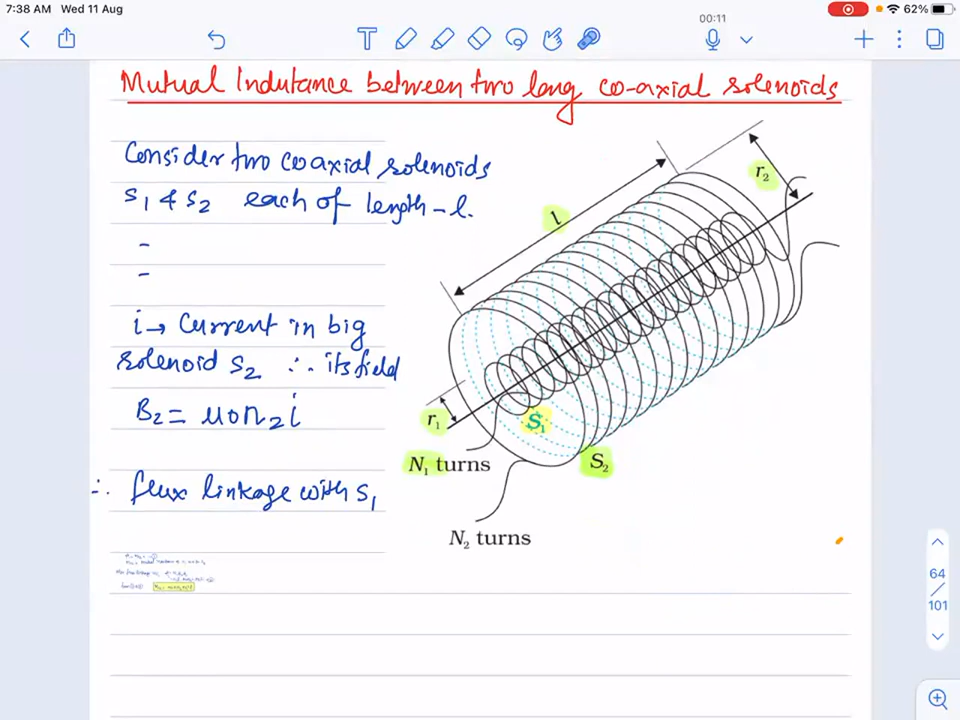 7:38 AM Wed 11 Aug
00:11
62%
Mutual Indutance between two long co-axial solenoids
Consider two coaxial solenoids
S1 & S2 each of length - l.
-
-
i → Current in big
solenoid S2 ∴ its field
B2 = μ0 n2 i
∴ flux linkage with S1
l
r2
r1
S1
N1 turns
S2
N2 turns
64
/
101